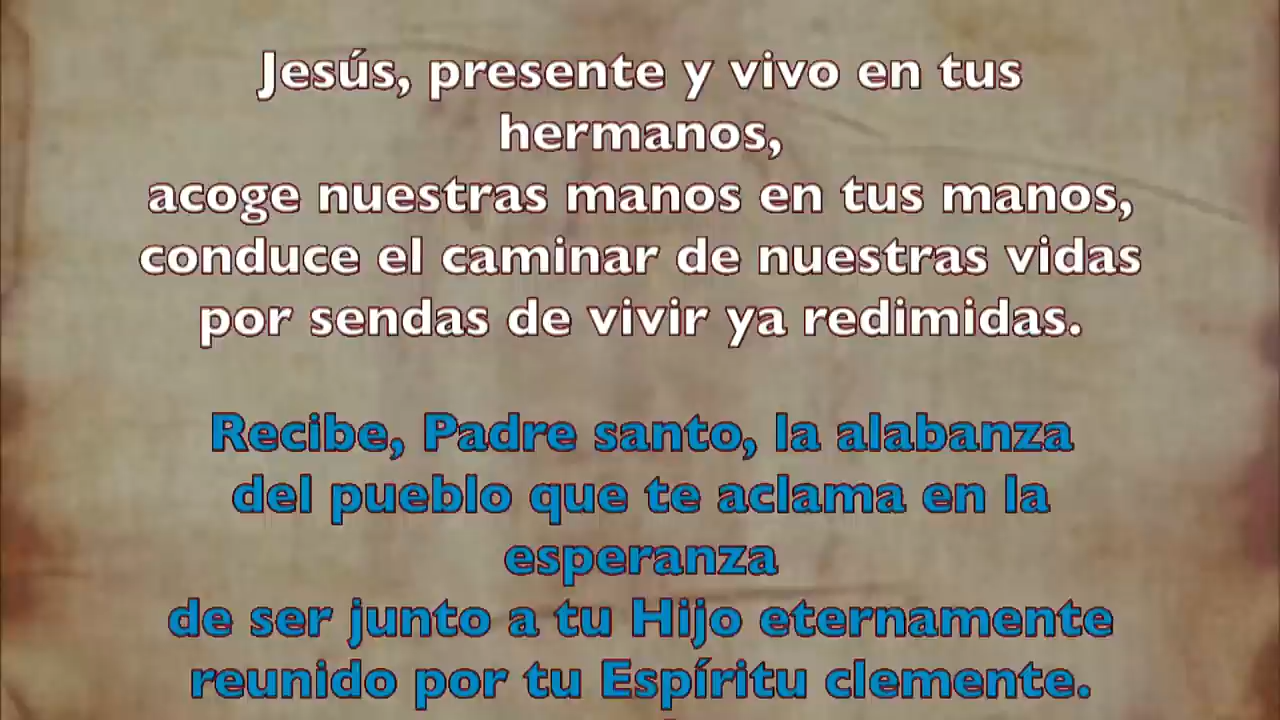 Jesús, presente y vivo en tus
hermanos,
acoge nuestras manos en tus manos,
conduce el caminar de nuestras vidas
por sendas de vivir ya redimidas.
Recibe, Padre santo, la alabanza
del pueblo que te aclama en la
esperanza
de ser junto a tu Hijo eternamente
reunido por tu Espíritu clemente.